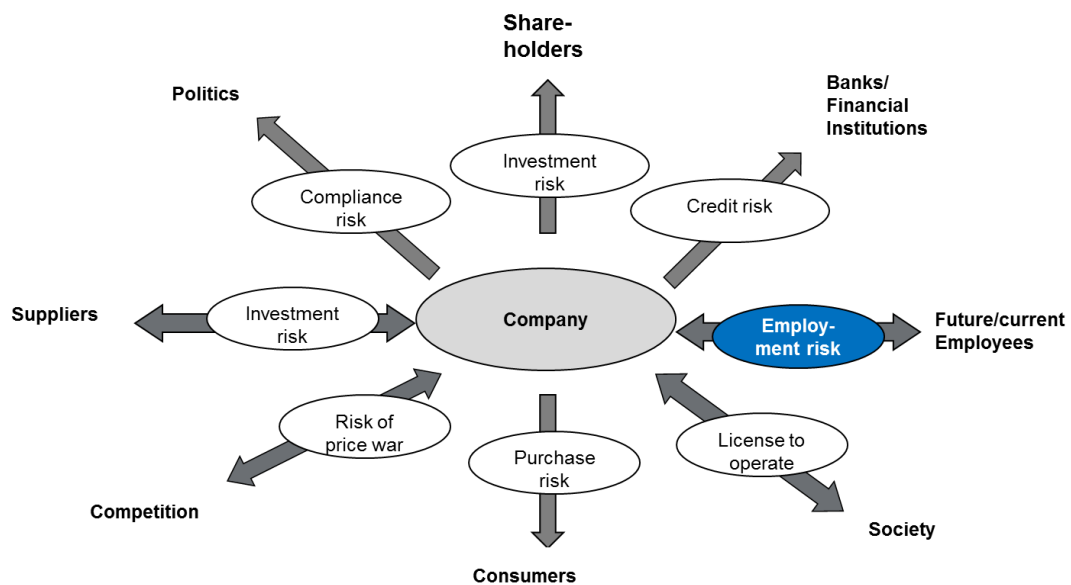 Share-
holders
Politics
Banks/
Financial
Institutions
Investment
risk
Compliance
risk
Credit risk
Suppliers
Investment
risk
Company
Employ-
ment risk
Future/current
Employees
Risk of
price war
Purchase
risk
License to
operate
Competition
Society
Consumers